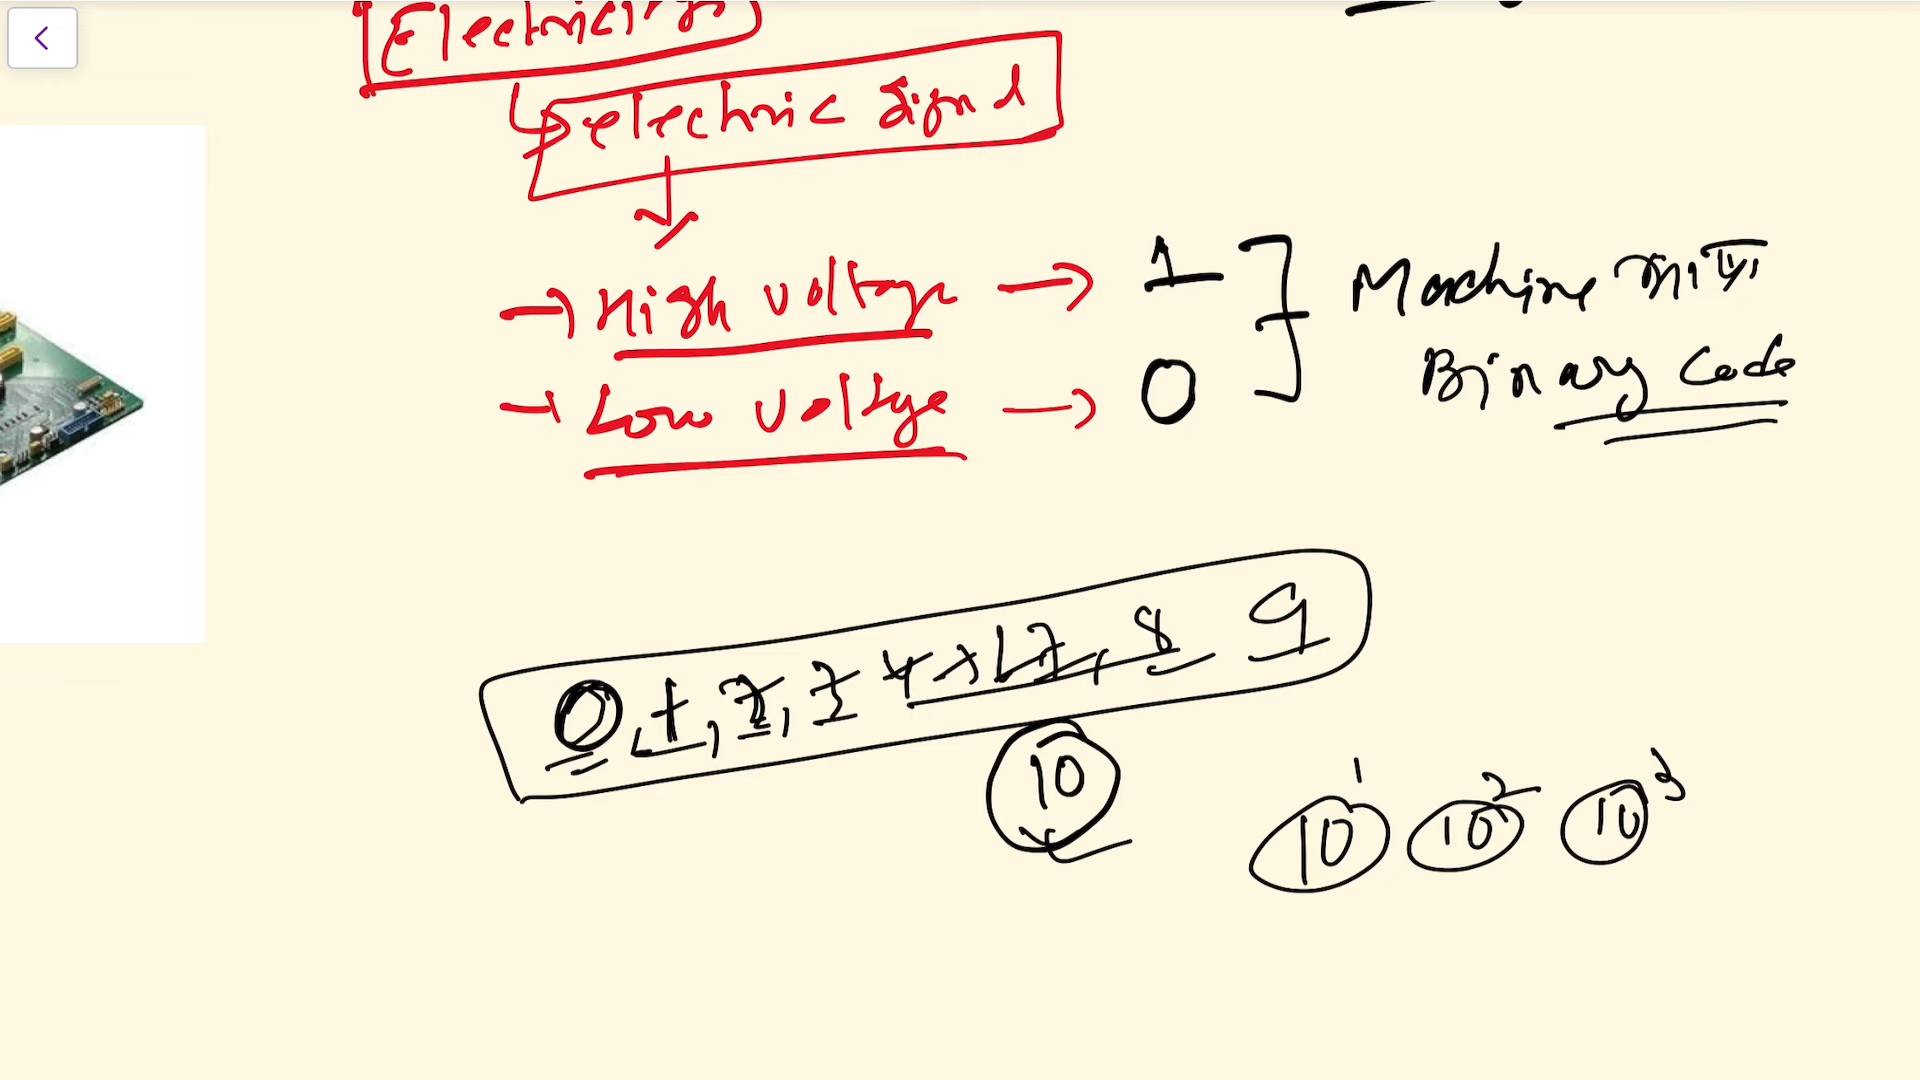 Electricity
electric signal
→ High voltage → 1
→ Low voltage → 0
Machine
Binary Code
0, 1, 2, 3 4 5 6 7, 8 9
10
10¹ 10² 10³